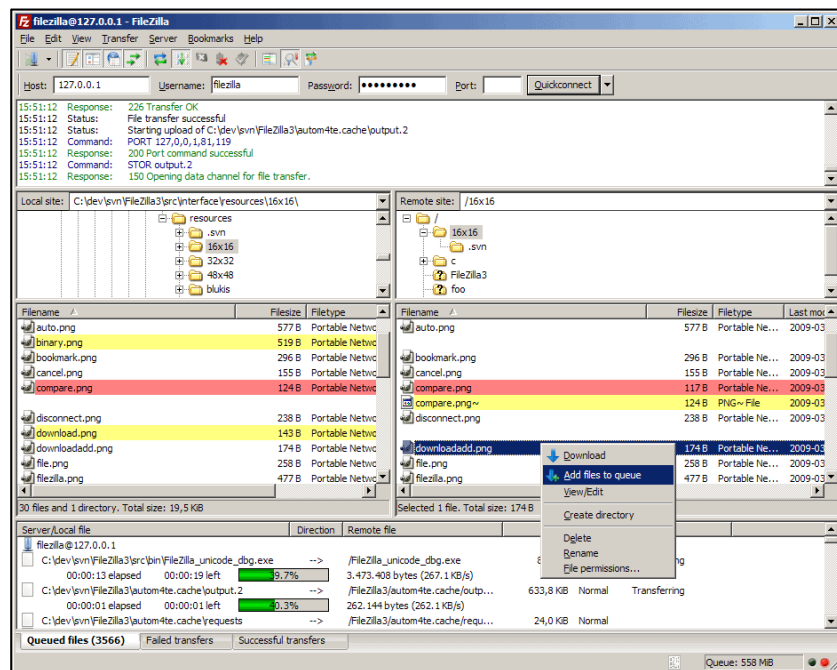 filezilla@127.0.0.1 - FileZilla
File Edit View Transfer Server Bookmarks Help
Host: 127.0.0.1 Username: filezilla Password: ●●●●●●●●● Port: Quickconnect
15:51:12 Response: 226 Transfer OK
15:51:12 Status: File transfer successful
15:51:12 Status: Starting upload of C:\dev\svn\FileZilla3\autom4te.cache\output.2
15:51:12 Command: PORT 127,0,0,1,81,119
15:51:12 Response: 200 Port command successful
15:51:12 Command: STOR output.2
15:51:12 Response: 150 Opening data channel for file transfer.
Local site: C:\dev\svn\FileZilla3\src\interface\resources\16x16\
resources
.svn
16x16
32x32
48x48
blukis
Remote site: /16x16
/
16x16
.svn
c
FileZilla3
foo
Filename Filesize Filetype
auto.png 577 B Portable Netwo
binary.png 519 B Portable Netwo
bookmark.png 296 B Portable Netwo
cancel.png 155 B Portable Netwo
compare.png 124 B Portable Netwo
disconnect.png 238 B Portable Netwo
download.png 143 B Portable Netwo
downloadadd.png 174 B Portable Netwo
file.png 258 B Portable Netwo
filezilla.png 477 B Portable Netwo
30 files and 1 directory. Total size: 19,5 KiB
Filename Filesize Filetype Last mod
auto.png 577 B Portable Ne... 2009-03
bookmark.png 296 B Portable Ne... 2009-03
cancel.png 155 B Portable Ne... 2009-03
compare.png 117 B Portable Ne... 2009-03
compare.png~ 124 B PNG~ File 2009-03
disconnect.png 238 B Portable Ne... 2009-03
downloadadd.png 174 B Portable Ne... 2009-03
file.png 258 B Portable Ne... 2009-03
filezilla.png 477 B Portable Ne... 2009-03
Selected 1 file. Total size: 174 B
Download
Add files to queue
View/Edit
Create directory
Delete
Rename
File permissions...
Server/Local file Direction Remote file
filezilla@127.0.0.1
C:\dev\svn\FileZilla3\src\bin\FileZilla_unicode_dbg.exe --> /FileZilla_unicode_dbg.exe
00:00:13 elapsed 00:00:19 left 39.7% 3.473.408 bytes (267.1 KB/s)
C:\dev\svn\FileZilla3\autom4te.cache\output.2 --> /FileZilla3/autom4te.cache/outp... 633,8 KiB Normal Transferring
00:00:01 elapsed 00:00:01 left 40.3% 262.144 bytes (262.1 KB/s)
C:\dev\svn\FileZilla3\autom4te.cache\requests --> /FileZilla3/autom4te.cache/requ... 24,0 KiB Normal
Queued files (3566) Failed transfers Successful transfers
Queue: 558 MiB